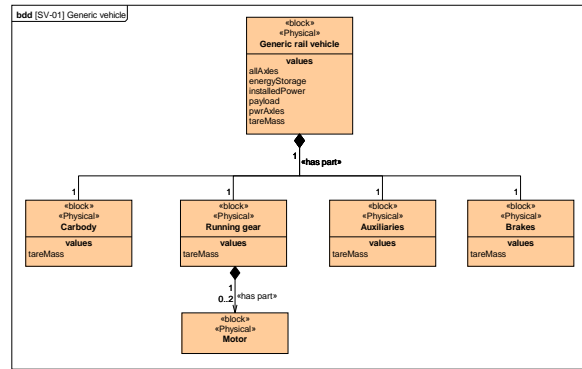 bdd [SV-01] Generic vehicle
«block»
«Physical»
Generic rail vehicle
values
allAxles
energyStorage
installedPower
payload
pwrAxles
tareMass
1
«has part»
1
1
1
1
«block»
«Physical»
Carbody
values
tareMass
«block»
«Physical»
Running gear
values
tareMass
«block»
«Physical»
Auxiliaries
values
tareMass
«block»
«Physical»
Brakes
values
tareMass
1
0..2 «has part»
«block»
«Physical»
Motor